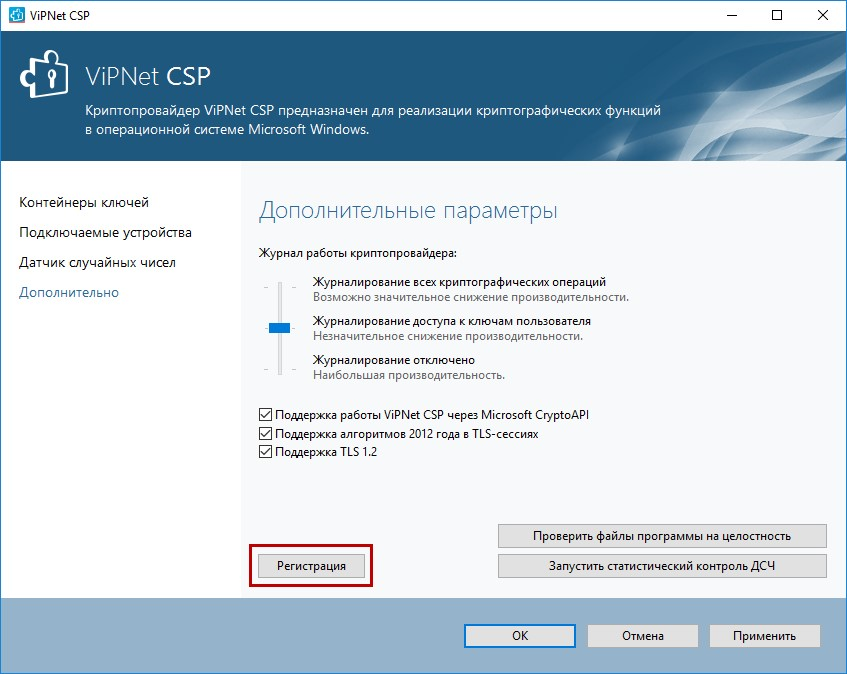 ViPNet CSP
ViPNet CSP
Криптопровайдер ViPNet CSP предназначен для реализации криптографических функций
в операционной системе Microsoft Windows.
Контейнеры ключей
Подключаемые устройства
Датчик случайных чисел
Дополнительно
Дополнительные параметры
Журнал работы криптопровайдера:
Журналирование всех криптографических операций
Возможно значительное снижение производительности.
Журналирование доступа к ключам пользователя
Незначительное снижение производительности.
Журналирование отключено
Наибольшая производительность.
Поддержка работы ViPNet CSP через Microsoft CryptoAPI
Поддержка алгоритмов 2012 года в TLS-сессиях
Поддержка TLS 1.2
Проверить файлы программы на целостность
Регистрация
Запустить статистический контроль ДСЧ
ОК
Отмена
Применить